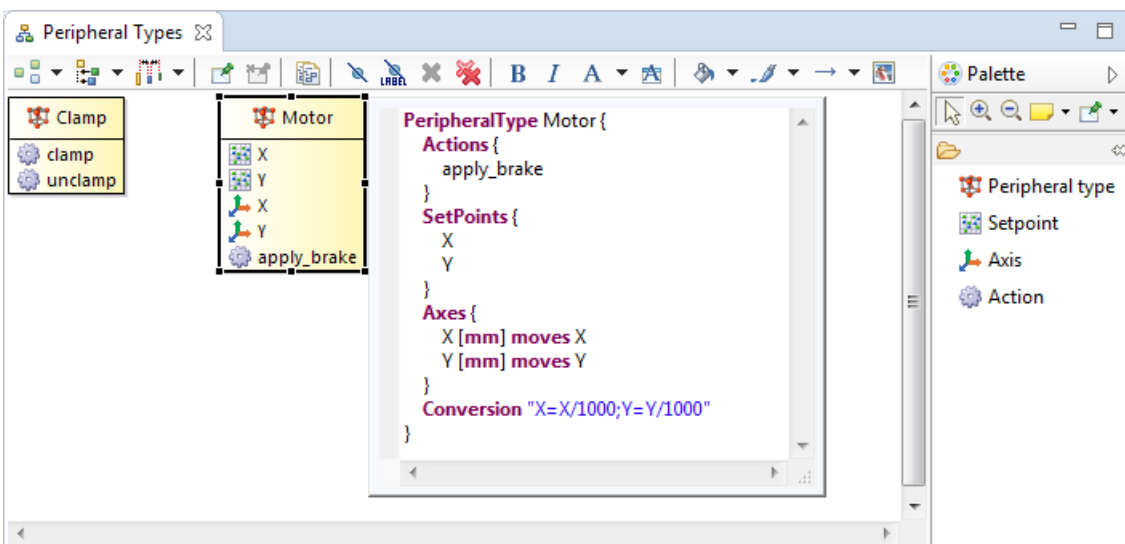 Peripheral Types
LABEL
B I A A
Palette
Clamp
clamp
unclamp
Motor
X
Y
X
Y
apply_brake
PeripheralType Motor {
Actions {
apply_brake
}
SetPoints {
X
Y
}
Axes {
X [mm] moves X
Y [mm] moves Y
}
Conversion "X=X/1000;Y=Y/1000"
}
Peripheral type
Setpoint
Axis
Action